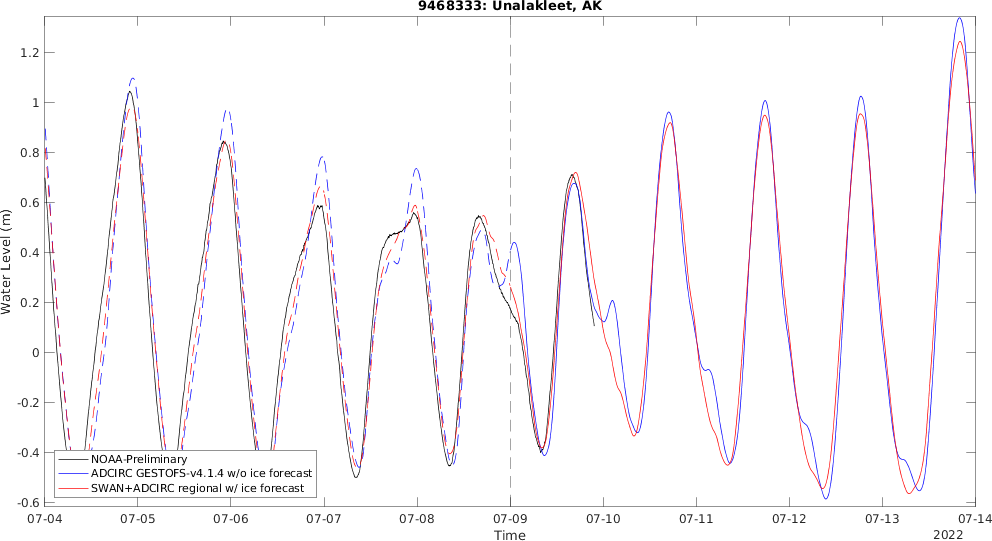 9468333: Unalakleet, AK
Water Level (m)
1.2
1
0.8
0.6
0.4
0.2
0
-0.2
-0.4
-0.6
NOAA-Preliminary
ADCIRC GESTOFS-v4.1.4 w/o ice forecast
SWAN+ADCIRC regional w/ ice forecast
07-04 07-05 07-06 07-07 07-08 07-09 07-10 07-11 07-12 07-13 07-14
Time 2022